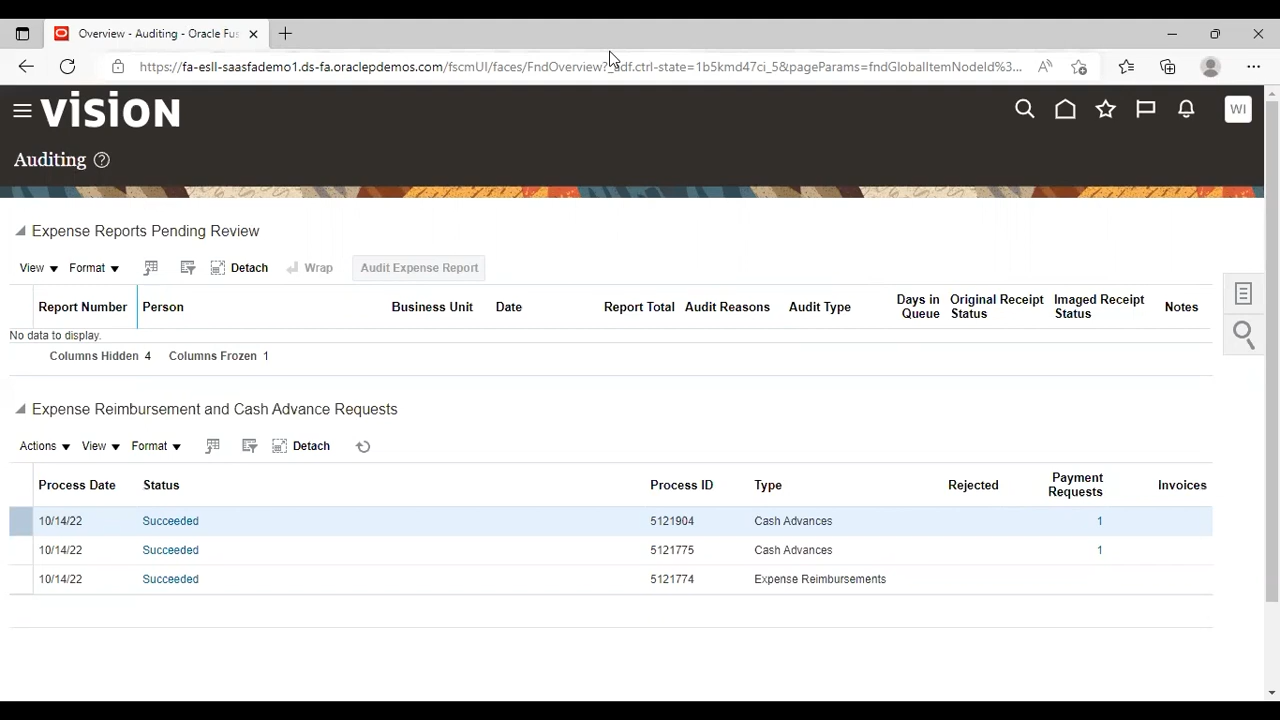 Overview - Auditing - Oracle Fus
https://fa-esll-saasfademo1.ds-fa.oraclepdemos.com/fscmUI/faces/FndOverview?_adf.ctrl-state=1b5kmd47ci_5&pageParams=fndGlobalItemNodeId%3...
VISION
WI
Auditing
Expense Reports Pending Review
View Format Detach Wrap Audit Expense Report
Report Number Person Business Unit Date Report Total Audit Reasons Audit Type Days in Queue Original Receipt Status Imaged Receipt Status Notes
No data to display.
Columns Hidden 4 Columns Frozen 1
Expense Reimbursement and Cash Advance Requests
Actions View Format Detach
Process Date Status Process ID Type Rejected Payment Requests Invoices
10/14/22 Succeeded 5121904 Cash Advances 1
10/14/22 Succeeded 5121775 Cash Advances 1
10/14/22 Succeeded 5121774 Expense Reimbursements